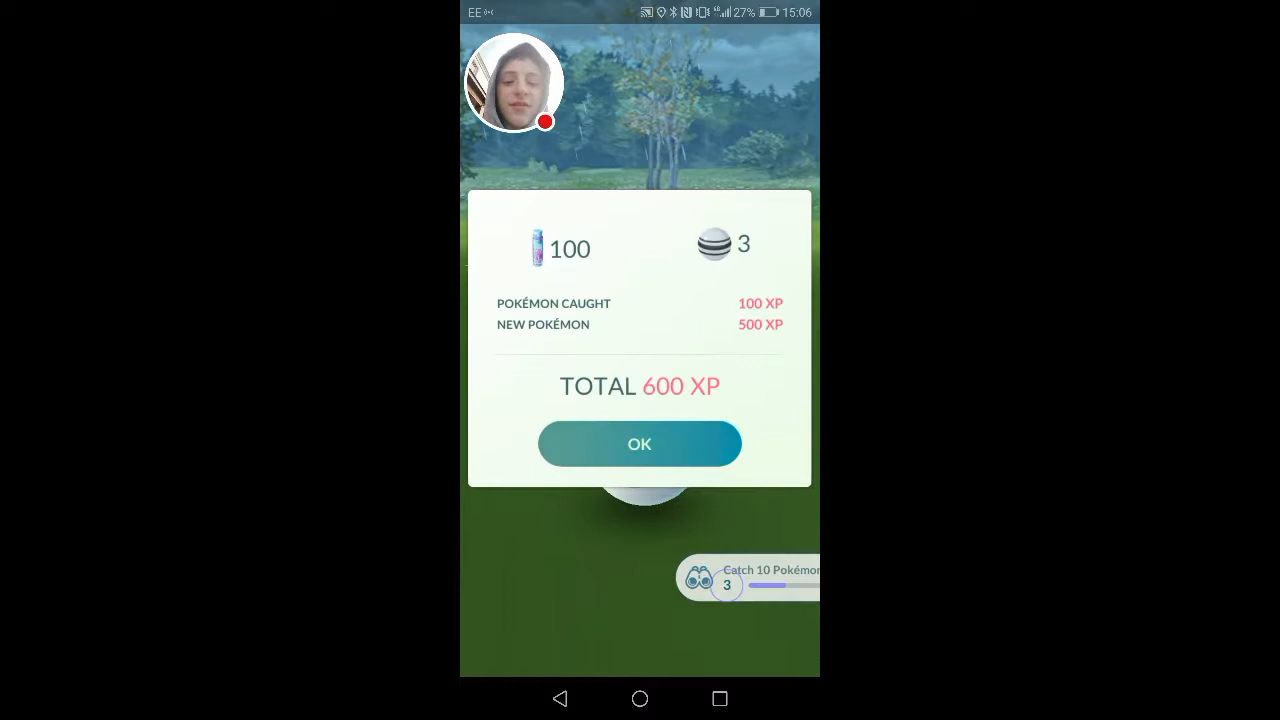 EE 27% 15:06
100 3
POKÉMON CAUGHT 100 XP
NEW POKÉMON 500 XP
TOTAL 600 XP
OK
Catch 10 Pokémon
3